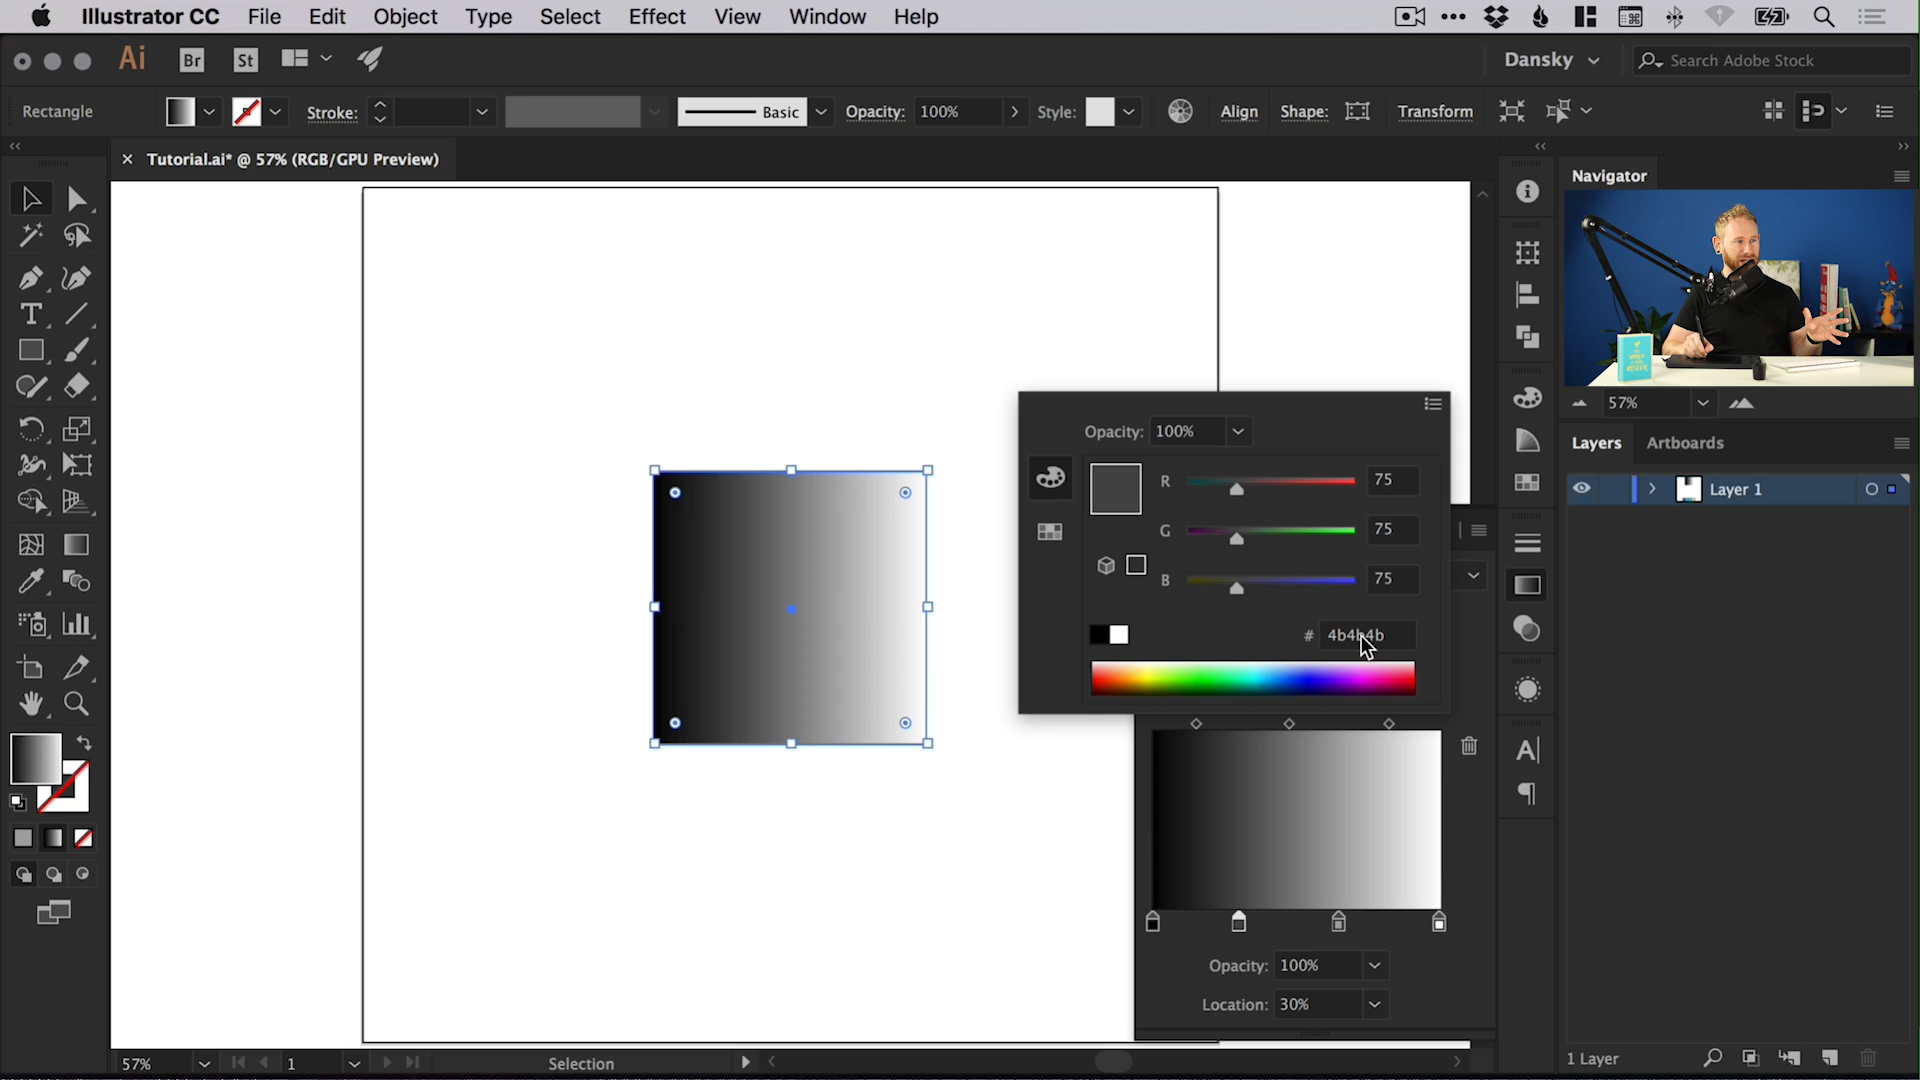 Illustrator CC File Edit Object Type Select Effect View Window Help
Ai Br St Dansky Search Adobe Stock
Rectangle Stroke: Basic Opacity: 100% Style: Align Shape: Transform
× Tutorial.ai* @ 57% (RGB/GPU Preview)
Navigator
57%
Opacity: 100%
Layers Artboards
R 75
Layer 1
G 75
B 75
# 4b4b4b
Opacity: 100%
Location: 30%
57% 1 Selection
1 Layer